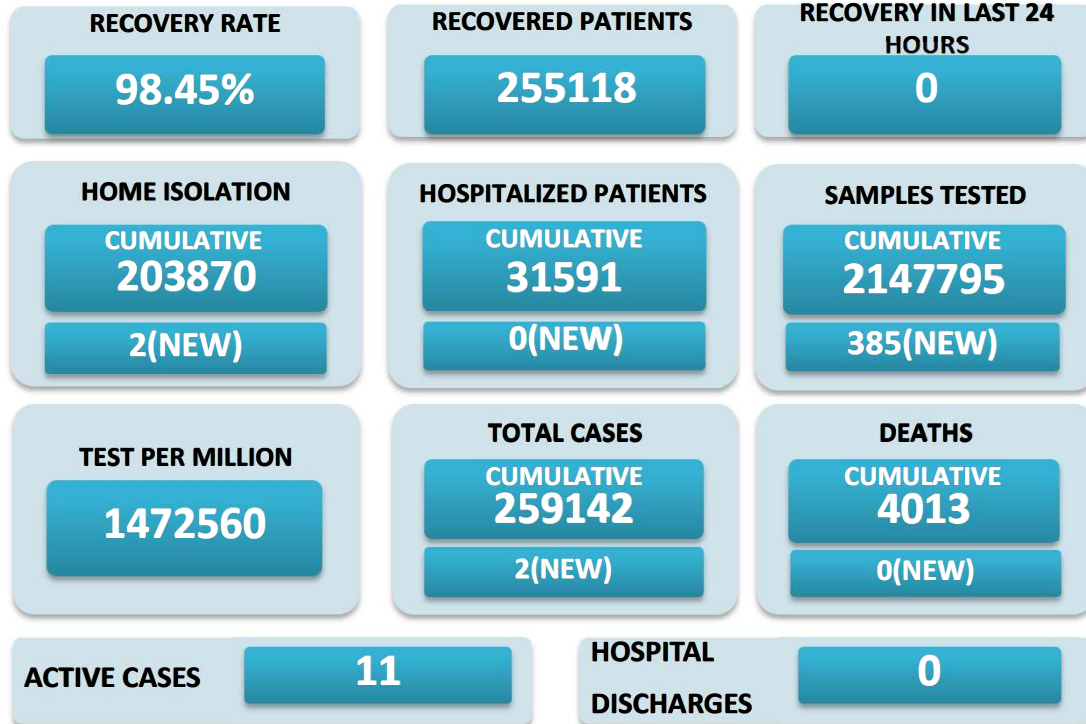 RECOVERY RATE
98.45%
RECOVERED PATIENTS
255118
RECOVERY IN LAST 24
HOURS
0
HOME ISOLATION
CUMULATIVE
203870
2(NEW)
HOSPITALIZED PATIENTS
CUMULATIVE
31591
0(NEW)
SAMPLES TESTED
CUMULATIVE
2147795
385(NEW)
TEST PER MILLION
1472560
TOTAL CASES
CUMULATIVE
259142
2(NEW)
DEATHS
CUMULATIVE
4013
0(NEW)
ACTIVE CASES
11
HOSPITAL
DISCHARGES
0